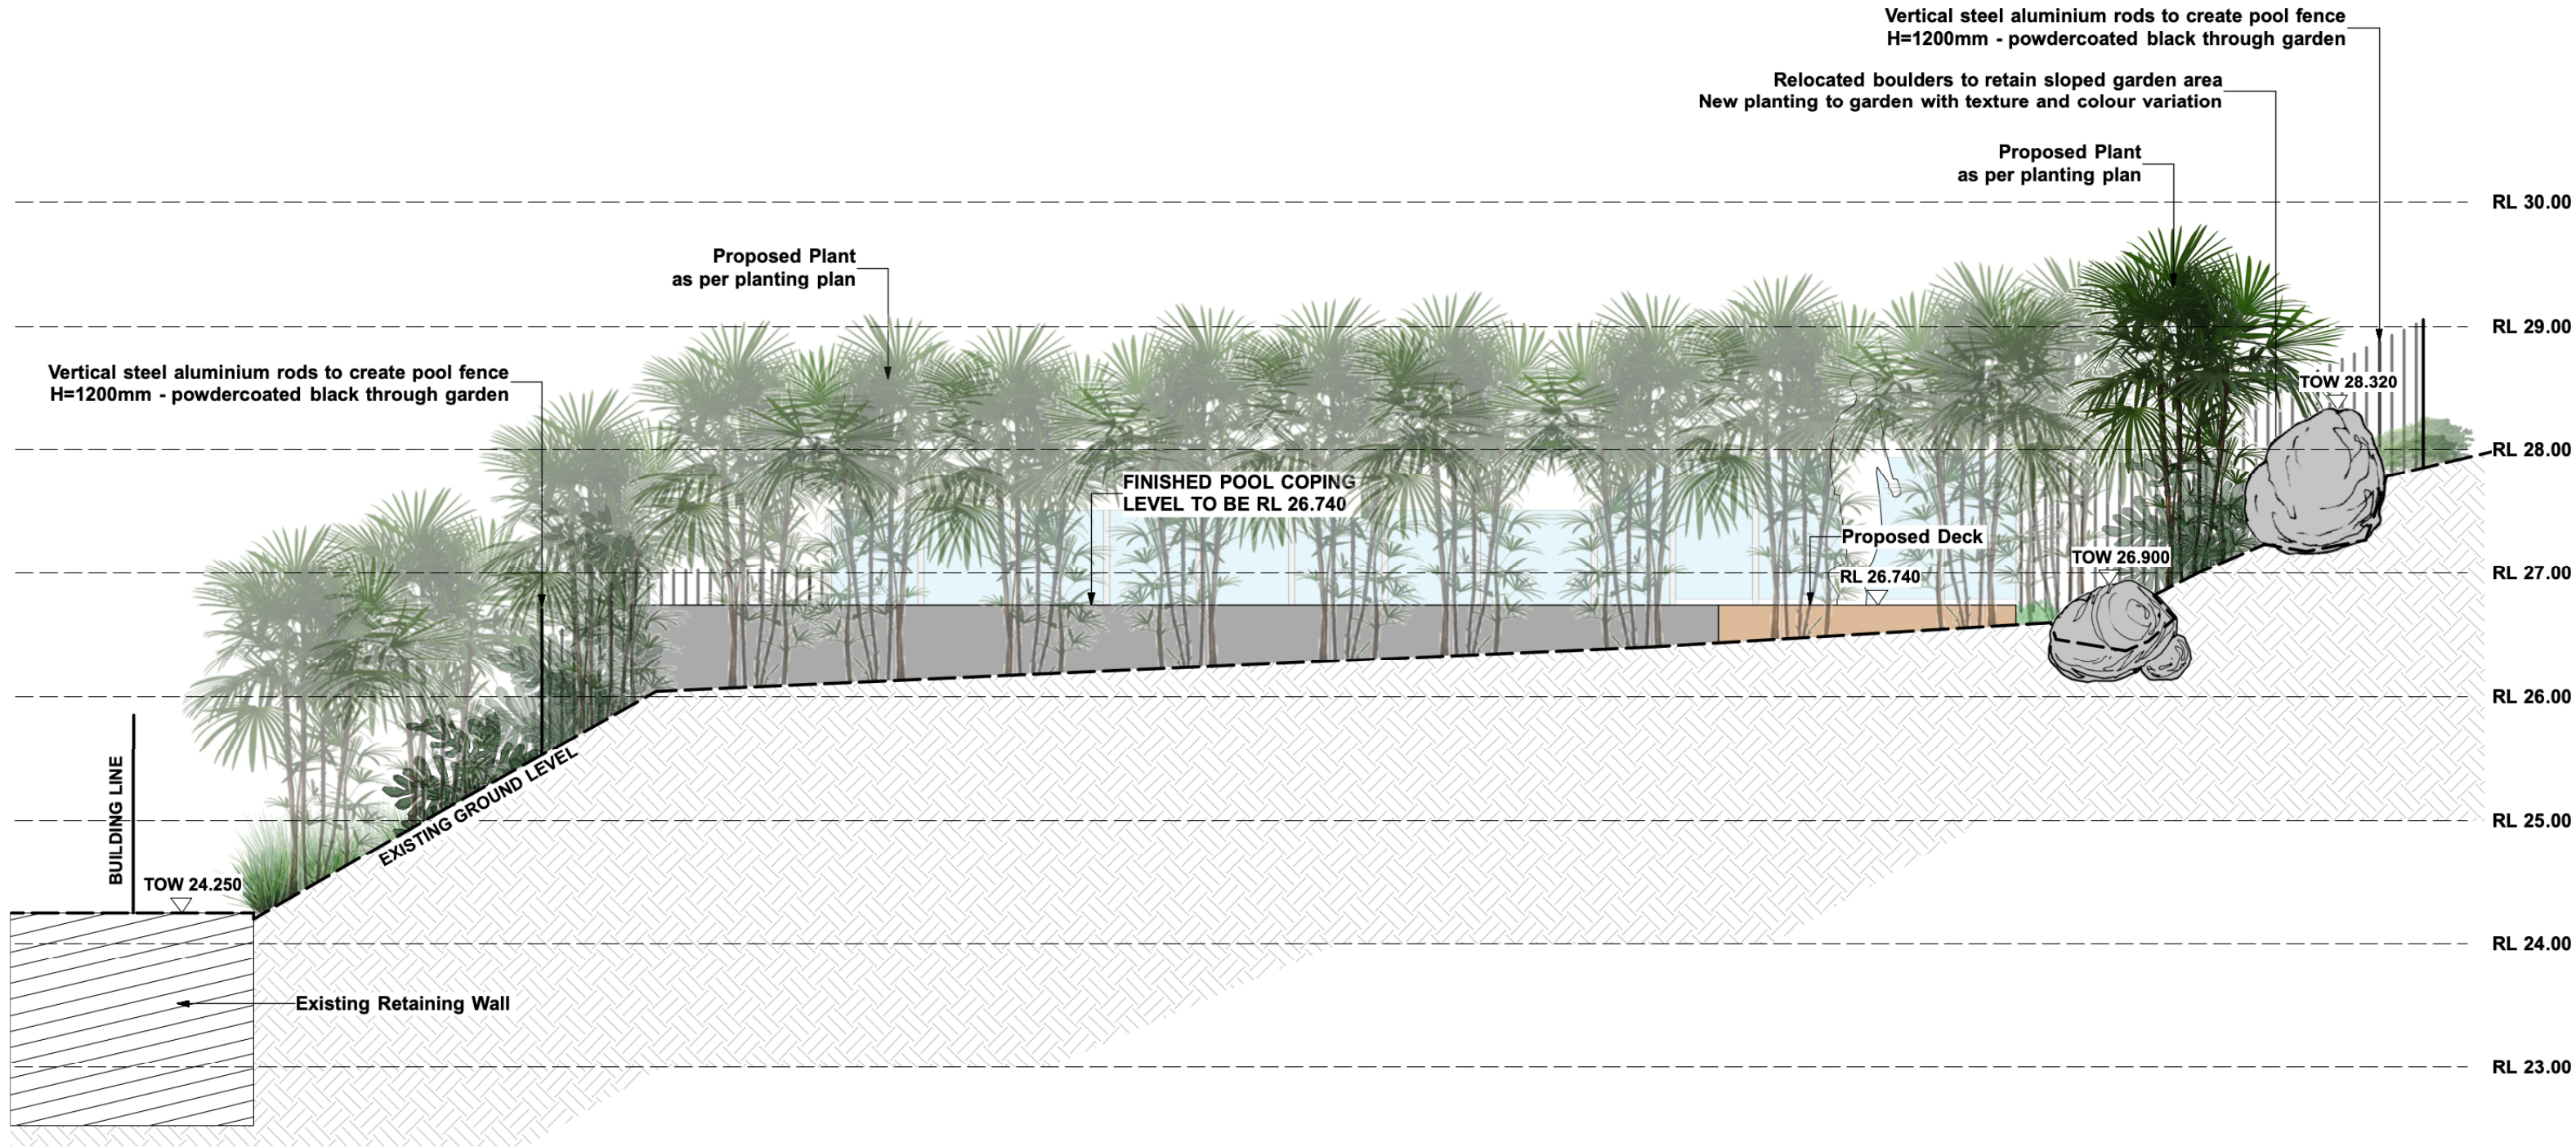 Vertical steel aluminium rods to create pool fence
H=1200mm - powdercoated black through garden
Relocated boulders to retain sloped garden area
New planting to garden with texture and colour variation
Proposed Plant
as per planting plan
RL 30.00
Proposed Plant
as per planting plan
RL 29.00
Vertical steel aluminium rods to create pool fence
H=1200mm - powdercoated black through garden
TOW 28.320
RL 28.00
FINISHED POOL COPING
LEVEL TO BE RL 26.740
Proposed Deck
TOW 26.900
RL 26.740
RL 27.00
RL 26.00
EXISTING GROUND LEVEL
BUILDING LINE
RL 25.00
TOW 24.250
RL 24.00
Existing Retaining Wall
RL 23.00